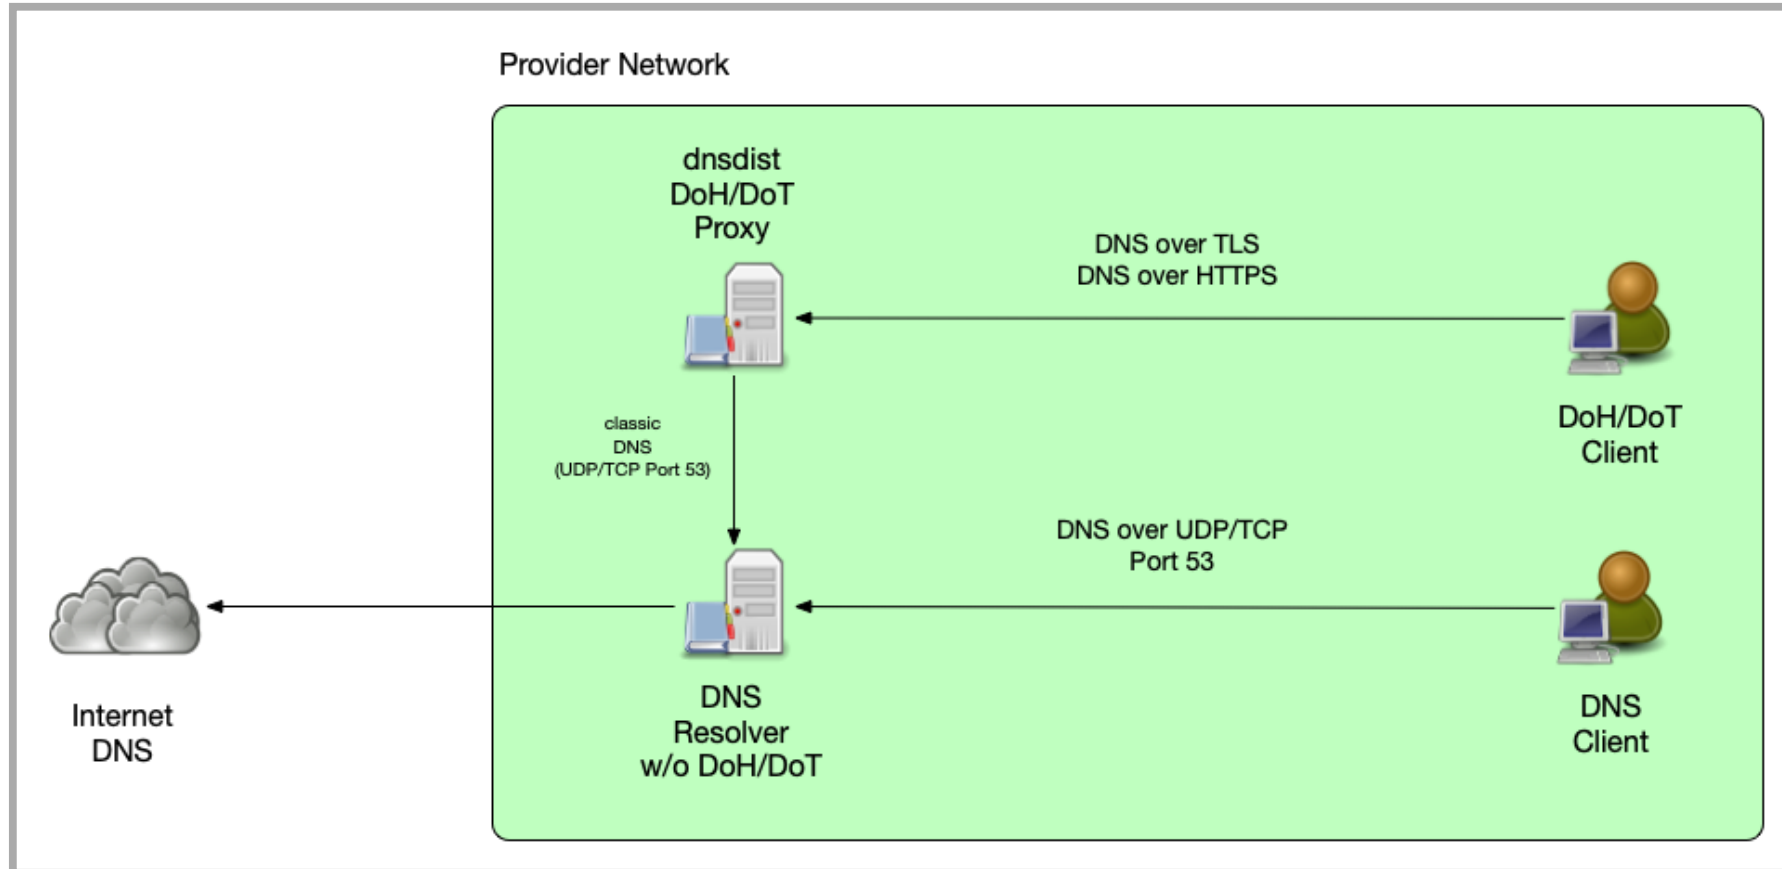 Provider Network
dnsdist
DoH/DoT
Proxy
DNS over TLS
DNS over HTTPS
DoH/DoT
Client
classic
DNS
(UDP/TCP Port 53)
DNS over UDP/TCP
Port 53
Internet
DNS
DNS
Resolver
w/o DoH/DoT
DNS
Client